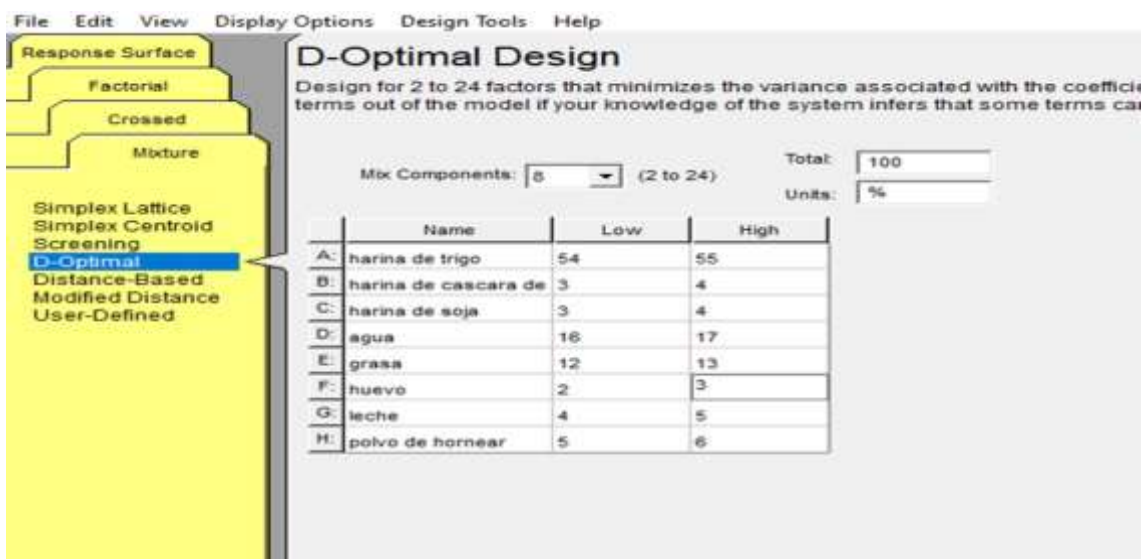 File Edit View Display Options Design Tools Help
Response Surface
Factorial
Crossed
Mixture
Simplex Lattice
Simplex Centroid
Screening
D-Optimal
Distance-Based
Modified Distance
User-Defined
D-Optimal Design
Design for 2 to 24 factors that minimizes the variance associated with the coefficie
terms out of the model if your knowledge of the system infers that some terms ca
Mix Components: 8 (2 to 24)
Total: 100
Units: %
Name Low High
A: harina de trigo 54 55
B: harina de cascara de 3 4
C: harina de soja 3 4
D: agua 16 17
E: grasa 12 13
F: huevo 2 3
G: leche 4 5
H: polvo de hornear 5 6